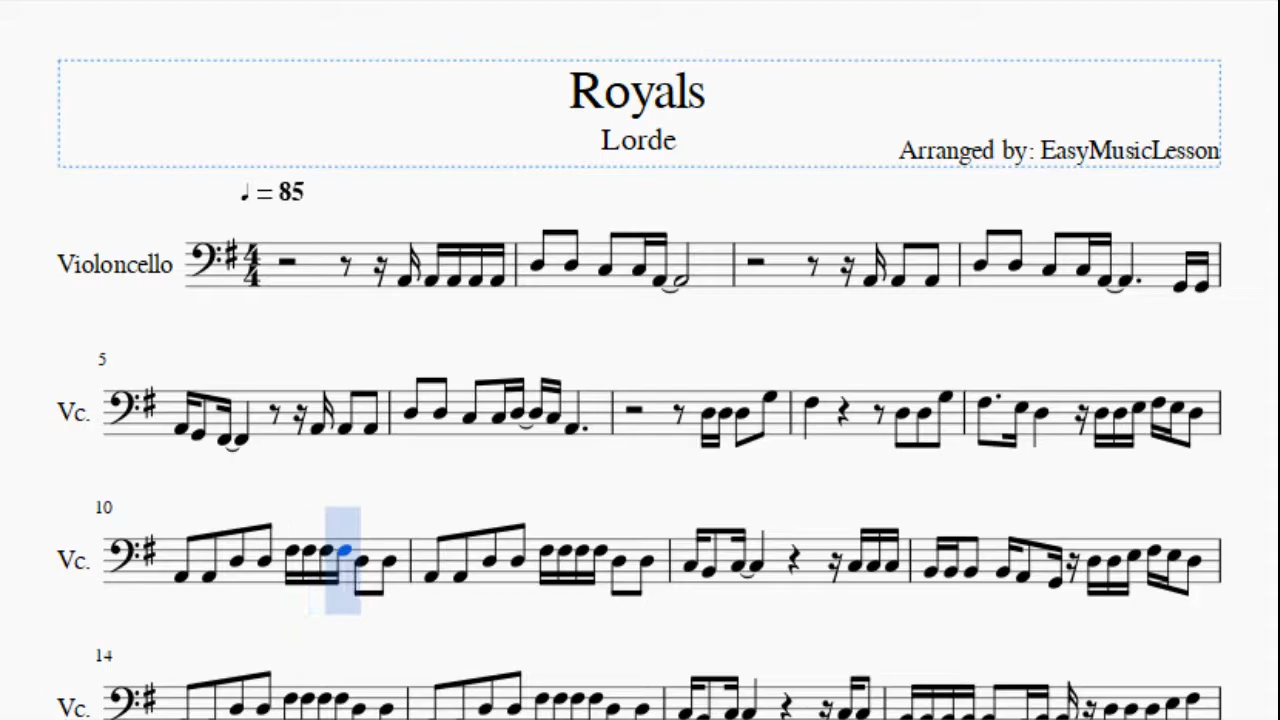 Royals
Lorde
Arranged by: EasyMusicLesson
♩ = 85
Violoncello
4
4
5
Vc.
10
Vc.
14
Vc.